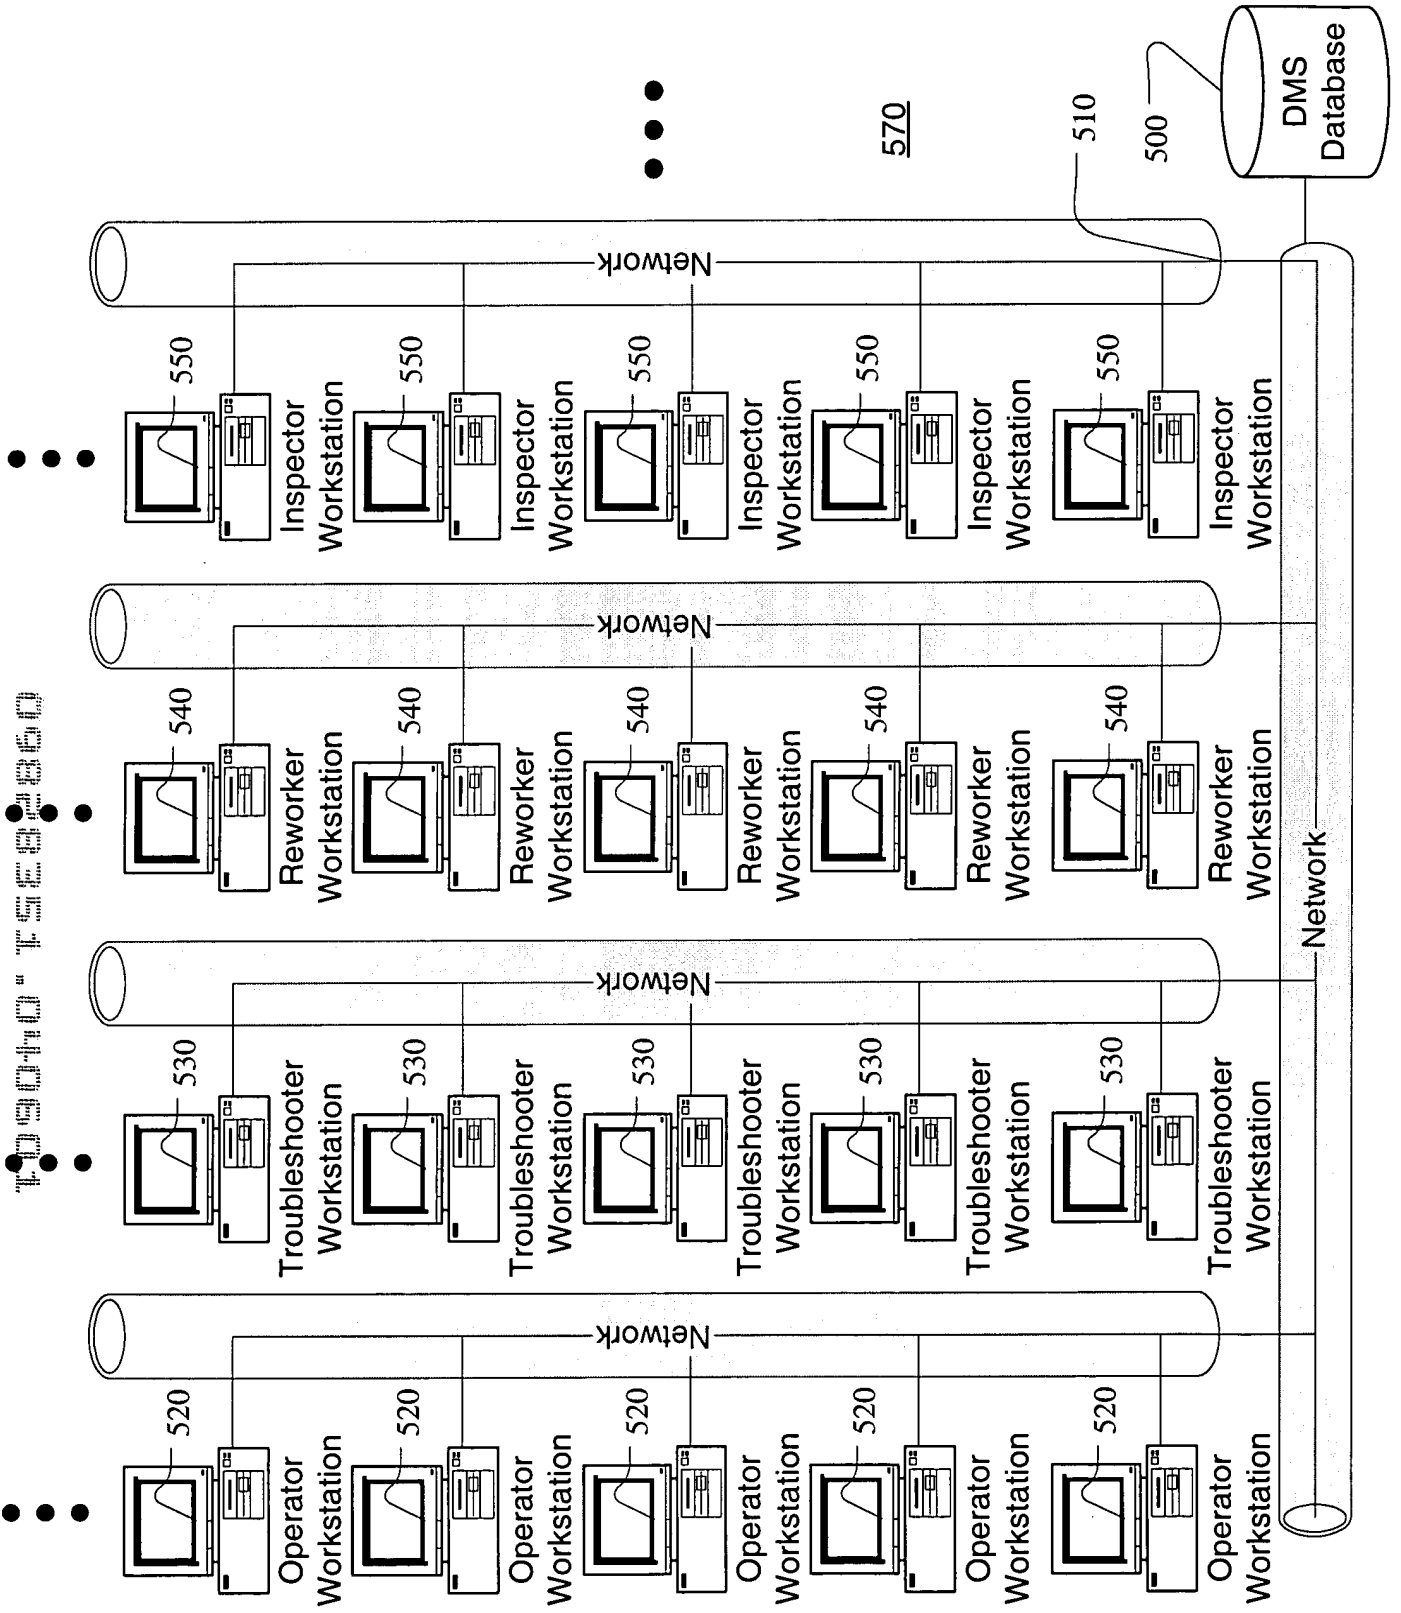 09828531.040901
520
530
540
550
Operator
Workstation
Troubleshooter
Workstation
Reworker
Workstation
Inspector
Workstation
520
530
540
550
Operator
Workstation
Troubleshooter
Workstation
Reworker
Workstation
Inspector
Workstation
520
Network
530
Network
540
Network
550
Network
Operator
Workstation
Troubleshooter
Workstation
Reworker
Workstation
Inspector
Workstation
520
530
540
550
570
Operator
Workstation
Troubleshooter
Workstation
Reworker
Workstation
Inspector
Workstation
520
530
540
550
510
500
Operator
Workstation
Troubleshooter
Workstation
Reworker
Workstation
Inspector
Workstation
Network
DMS
Database